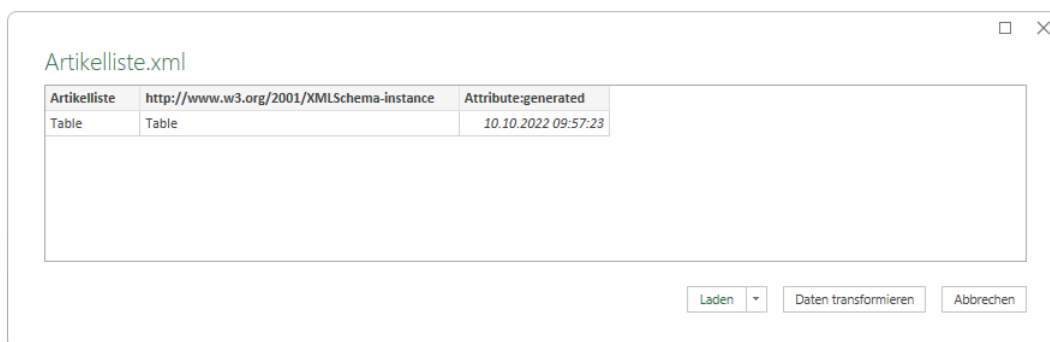 Artikelliste.xml
Artikelliste http://www.w3.org/2001/XMLSchema-instance Attribute:generated
Table Table 10.10.2022 09:57:23
Laden Daten transformieren Abbrechen